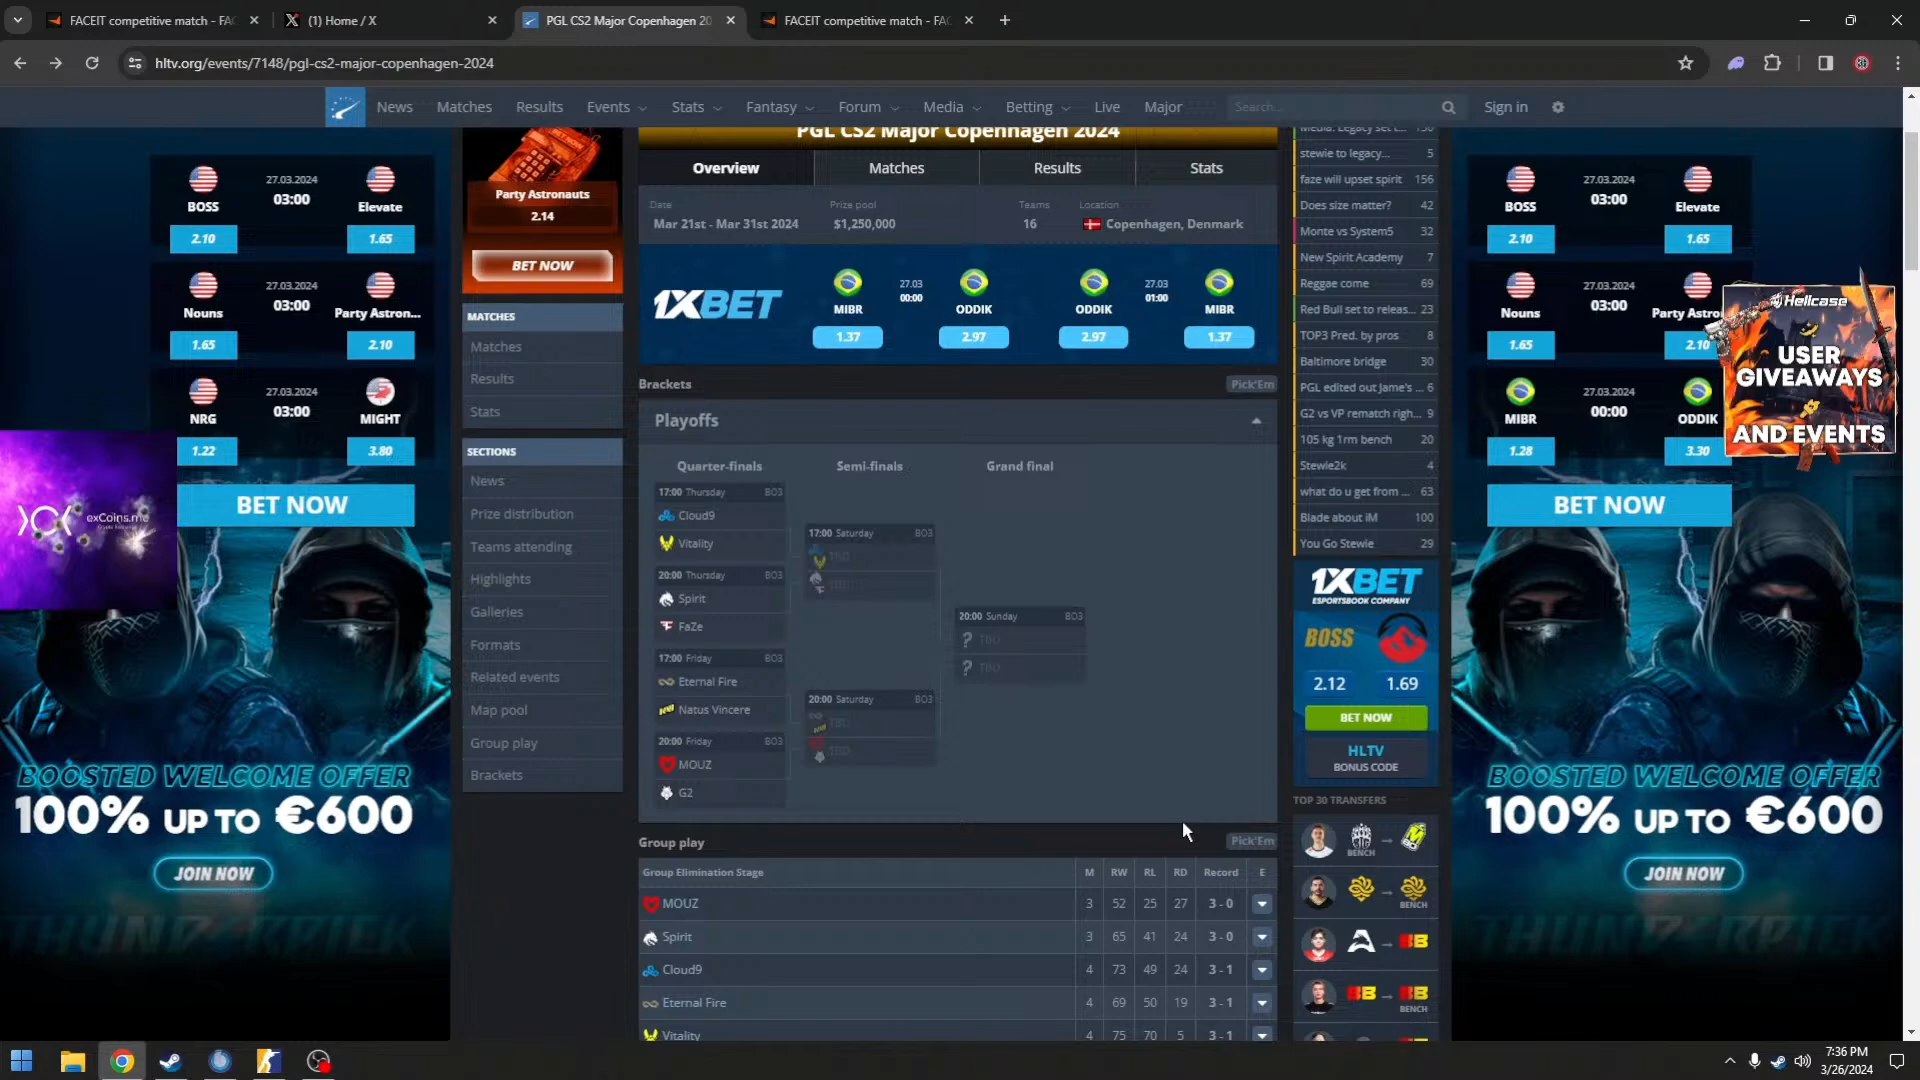 FACEIT competitive match - FAC
(1) Home / X
PGL CS2 Major Copenhagen 20
FACEIT competitive match - FAC
hltv.org/events/7148/pgl-cs2-major-copenhagen-2024
News
Matches
Results
Events
Stats
Fantasy
Forum
Media
Betting
Live
Major
Search...
Sign in
27.03.2024
03:00
BOSS
Elevate
2.10
1.65
27.03.2024
03:00
Nouns
Party Astron...
1.65
2.10
27.03.2024
03:00
NRG
MIGHT
1.22
3.80
BET NOW
exCoins.me
BOOSTED WELCOME OFFER
100% UP TO €600
JOIN NOW
Party Astronauts
2.14
BET NOW
MATCHES
Matches
Results
Stats
SECTIONS
News
Prize distribution
Teams attending
Highlights
Galleries
Formats
Related events
Map pool
Group play
Brackets
PGL CS2 Major Copenhagen 2024
Overview
Matches
Results
Stats
Date
Prize pool
Teams
Location
Mar 21st - Mar 31st 2024
$1,250,000
16
Copenhagen, Denmark
1XBET
27.03
00:00
MIBR
ODDIK
1.37
2.97
27.03
01:00
ODDIK
MIBR
2.97
1.37
Brackets
Pick'Em
Playoffs
Quarter-finals
Semi-finals
Grand final
17:00 Thursday BO3
Cloud9
Vitality
20:00 Thursday BO3
Spirit
FaZe
17:00 Friday BO3
Eternal Fire
Natus Vincere
20:00 Friday BO3
MOUZ
G2
17:00 Saturday BO3
TBD
TBD
20:00 Saturday BO3
TBD
TBD
20:00 Sunday BO3
? TBD
? TBD
Group play
Pick'Em
Group Elimination Stage M RW RL RD Record E
MOUZ 3 52 25 27 3 - 0
Spirit 3 65 41 24 3 - 0
Cloud9 4 73 49 24 3 - 1
Eternal Fire 4 69 50 19 3 - 1
Vitality 4 75 70 5 3 - 1
stewie to legacy... 5
faze will upset spirit 156
Does size matter? 42
Monte vs System5 32
New Spirit Academy 7
Reggae come 69
Red Bull set to releas... 23
TOP3 Pred. by pros 8
Baltimore bridge 30
PGL edited out Jame's ... 6
G2 vs VP rematch righ... 9
105 kg 1rm bench 20
Stewie2k 4
what do u get from ... 63
Blade about iM 100
You Go Stewie 29
1XBET
ESPORTSBOOK COMPANY
BOSS
2.12
1.69
BET NOW
HLTV
BONUS CODE
TOP 30 TRANSFERS
BENCH
BENCH
BENCH
27.03.2024
03:00
BOSS
Elevate
2.10
1.65
27.03.2024
03:00
Nouns
Party Astro
1.65
2.10
27.03.2024
00:00
MIBR
ODDIK
1.28
3.30
BET NOW
Hellcase
USER
GIVEAWAYS
AND EVENTS
BOOSTED WELCOME OFFER
100% UP TO €600
JOIN NOW
7:36 PM
3/26/2024